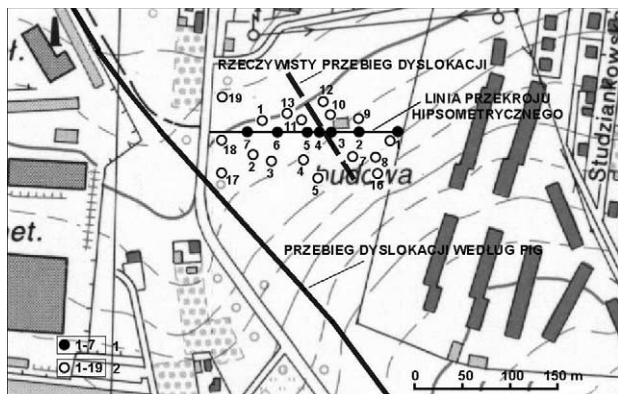 Studziankowska
RZECZYWISTY PRZEBIEG DYSLOKACJI
LINIA PRZEKROJU
HIPSOMETRYCZNEGO
19
1
13
12
10
9
11
18
7
6
5
4
3
2
1
17
2
3
4
5
7
8
16
budowa
et.
net.
PRZEBIEG DYSLOKACJI WEDŁUG PIG
1-7 1
1-19 2
0 50 100 150 m